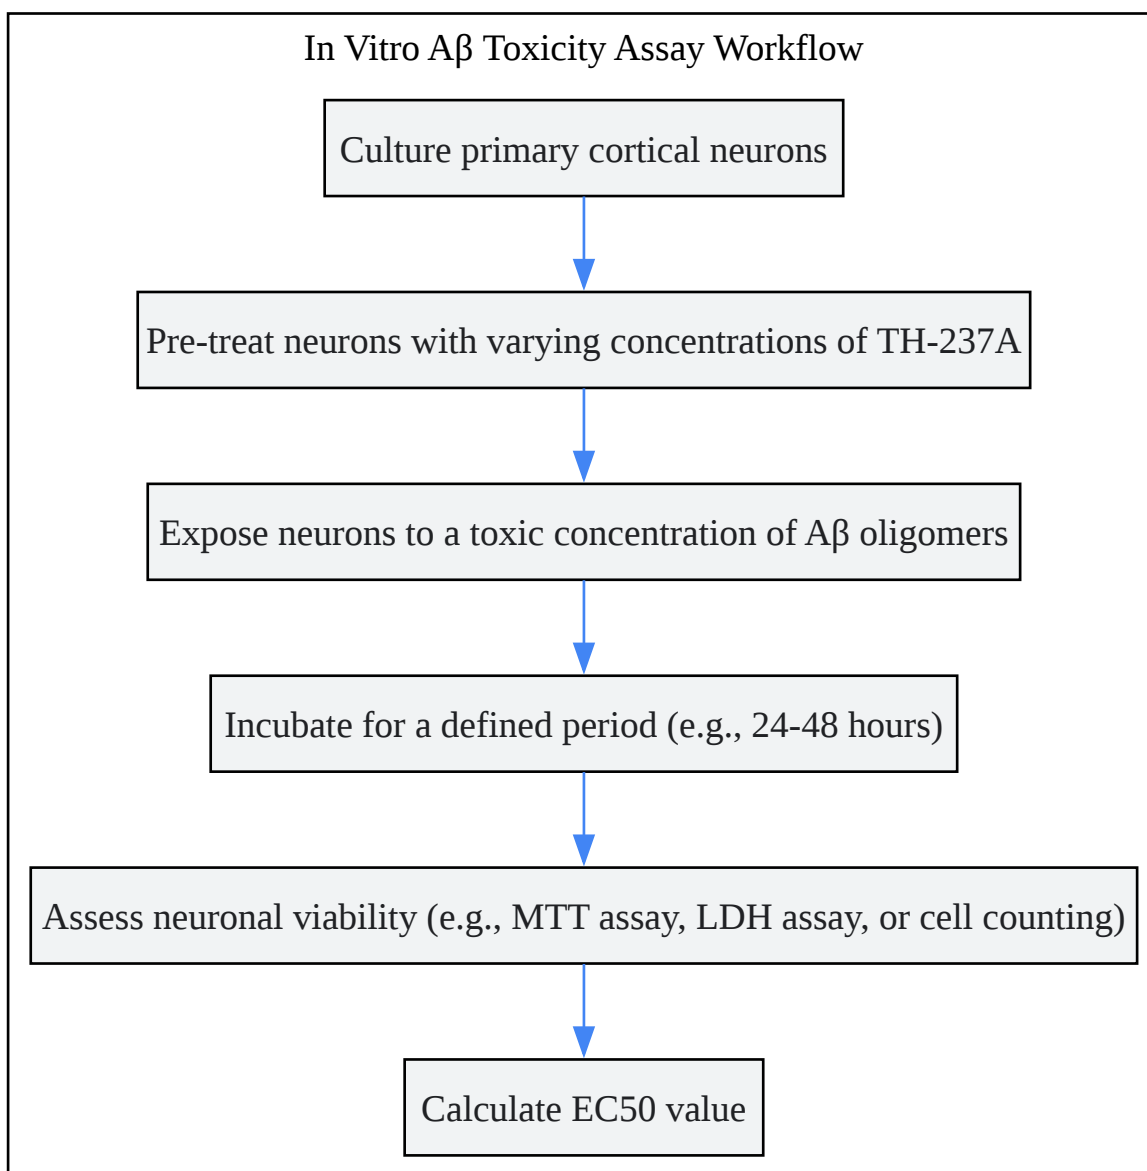 In Vitro Aβ Toxicity Assay Workflow
Culture primary cortical neurons
Pre-treat neurons with varying concentrations of TH-237A
Expose neurons to a toxic concentration of Aβ oligomers
Incubate for a defined period (e.g., 24-48 hours)
Assess neuronal viability (e.g., MTT assay, LDH assay, or cell counting)
Calculate EC50 value